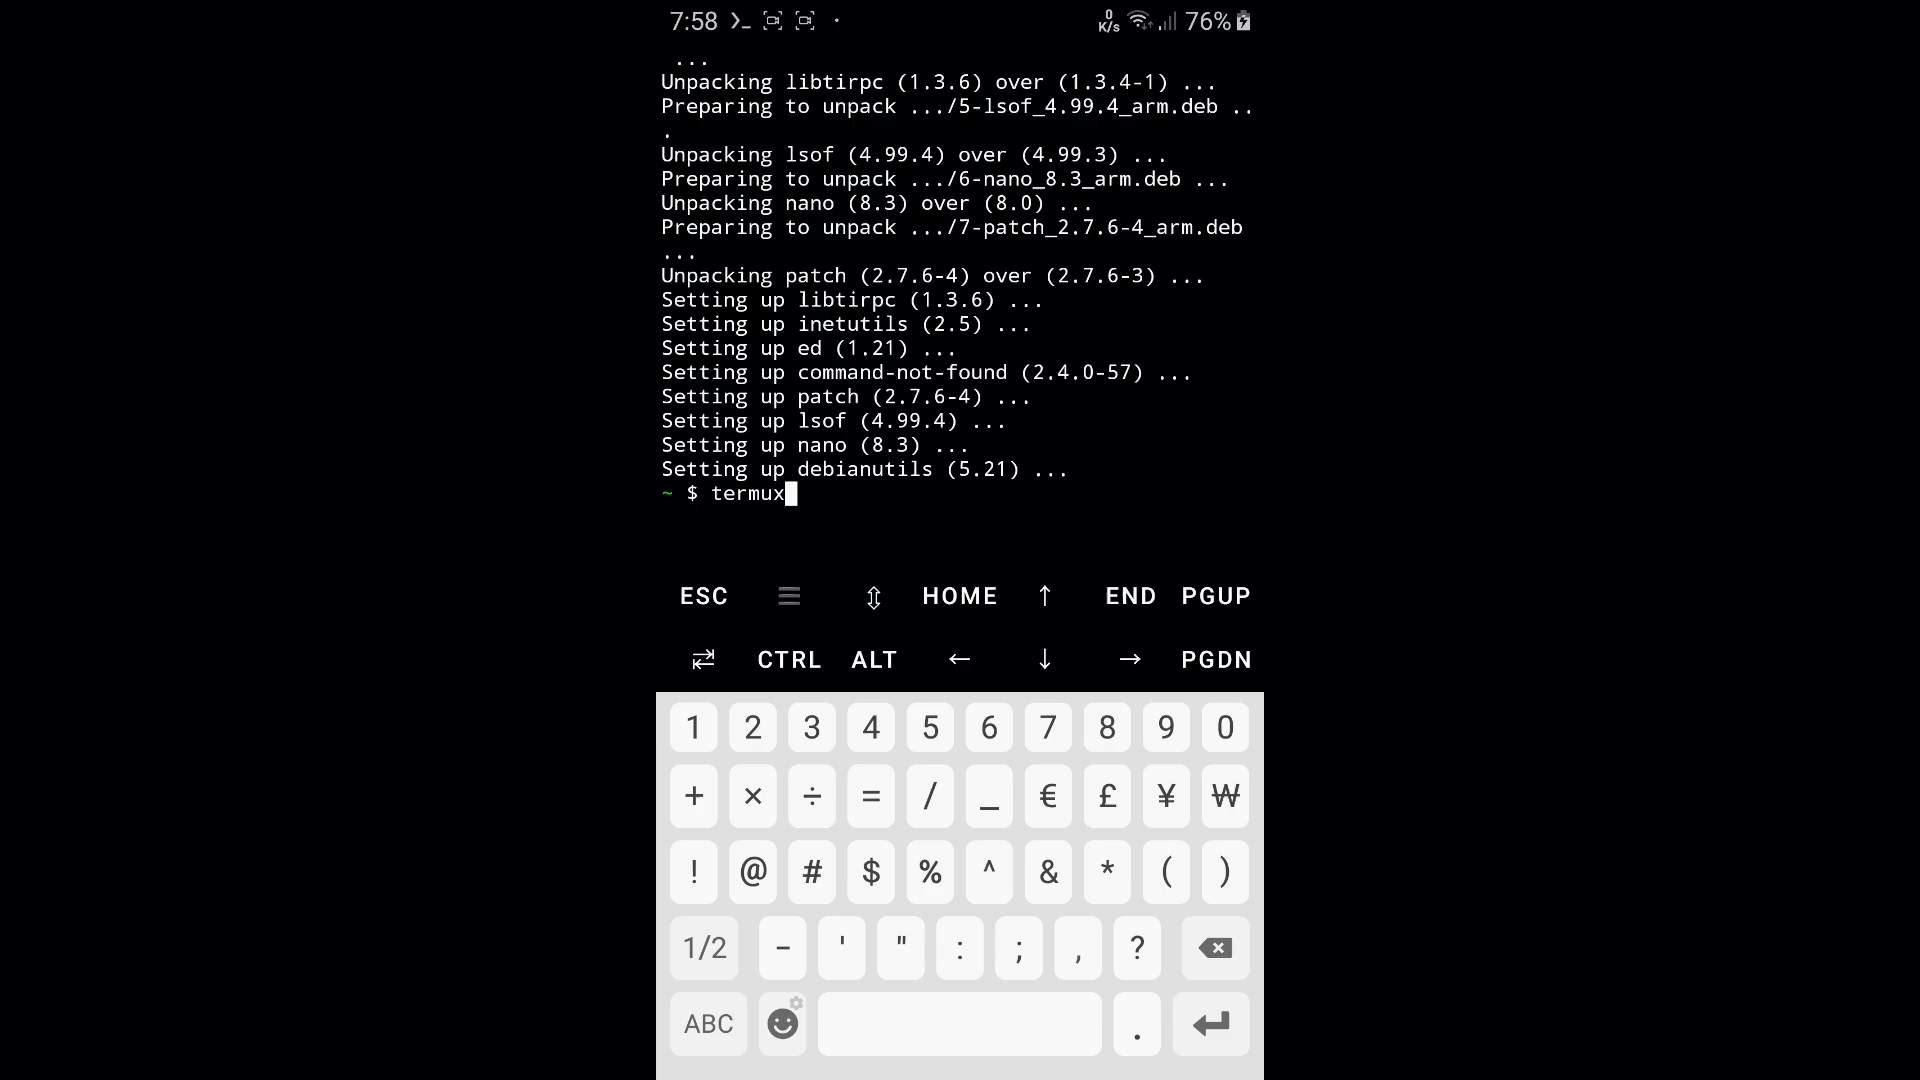 7:58
0 K/s
76%
...
Unpacking libtirpc (1.3.6) over (1.3.4-1) ...
Preparing to unpack .../5-lsof_4.99.4_arm.deb ..
.
Unpacking lsof (4.99.4) over (4.99.3) ...
Preparing to unpack .../6-nano_8.3_arm.deb ...
Unpacking nano (8.3) over (8.0) ...
Preparing to unpack .../7-patch_2.7.6-4_arm.deb
...
Unpacking patch (2.7.6-4) over (2.7.6-3) ...
Setting up libtirpc (1.3.6) ...
Setting up inetutils (2.5) ...
Setting up ed (1.21) ...
Setting up command-not-found (2.4.0-57) ...
Setting up patch (2.7.6-4) ...
Setting up lsof (4.99.4) ...
Setting up nano (8.3) ...
Setting up debianutils (5.21) ...
~ $ termux
ESC ☰ ⇳ HOME ↑ END PGUP
⇄ CTRL ALT ← ↓ → PGDN
1 2 3 4 5 6 7 8 9 0
+ × ÷ = / _ € £ ¥ ₩
! @ # $ % ^ & * ( )
1/2 - ' " : ; , ?
ABC .